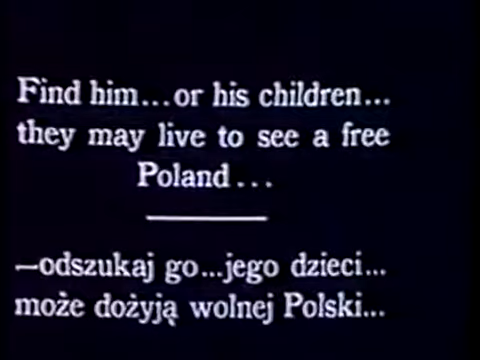 Find him...or his children...
they may live to see a free
Poland...
—odszukaj go...jego dzieci...
może dożyją wolnej Polski...